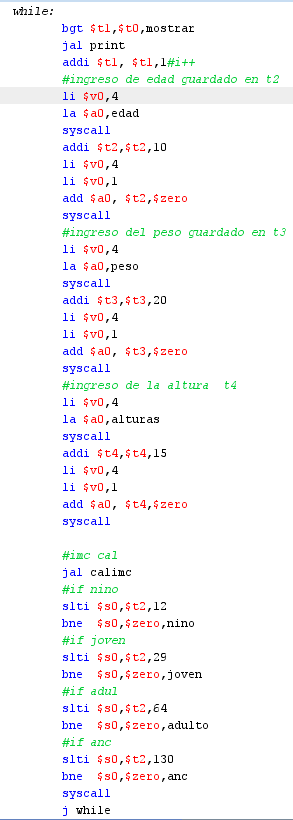 while:
bgt $t1,$t0,mostrar
jal print
addi $t1, $t1,1#i++
#ingreso de edad guardado en t2
li $v0,4
la $a0,edad
syscall
addi $t2,$t2,10
li $v0,4
li $v0,1
add $a0, $t2,$zero
syscall
#ingreso del peso guardado en t3
li $v0,4
la $a0,peso
syscall
addi $t3,$t3,20
li $v0,4
li $v0,1
add $a0, $t3,$zero
syscall
#ingreso de la altura  t4
li $v0,4
la $a0,alturas
syscall
addi $t4,$t4,15
li $v0,4
li $v0,1
add $a0, $t4,$zero
syscall
#imc cal
jal calimc
#if nino
slti $s0,$t2,12
bne  $s0,$zero,nino
#if joven
slti $s0,$t2,29
bne  $s0,$zero,joven
#if adul
slti $s0,$t2,64
bne  $s0,$zero,adulto
#if anc
slti $s0,$t2,130
bne  $s0,$zero,anc
syscall
j while